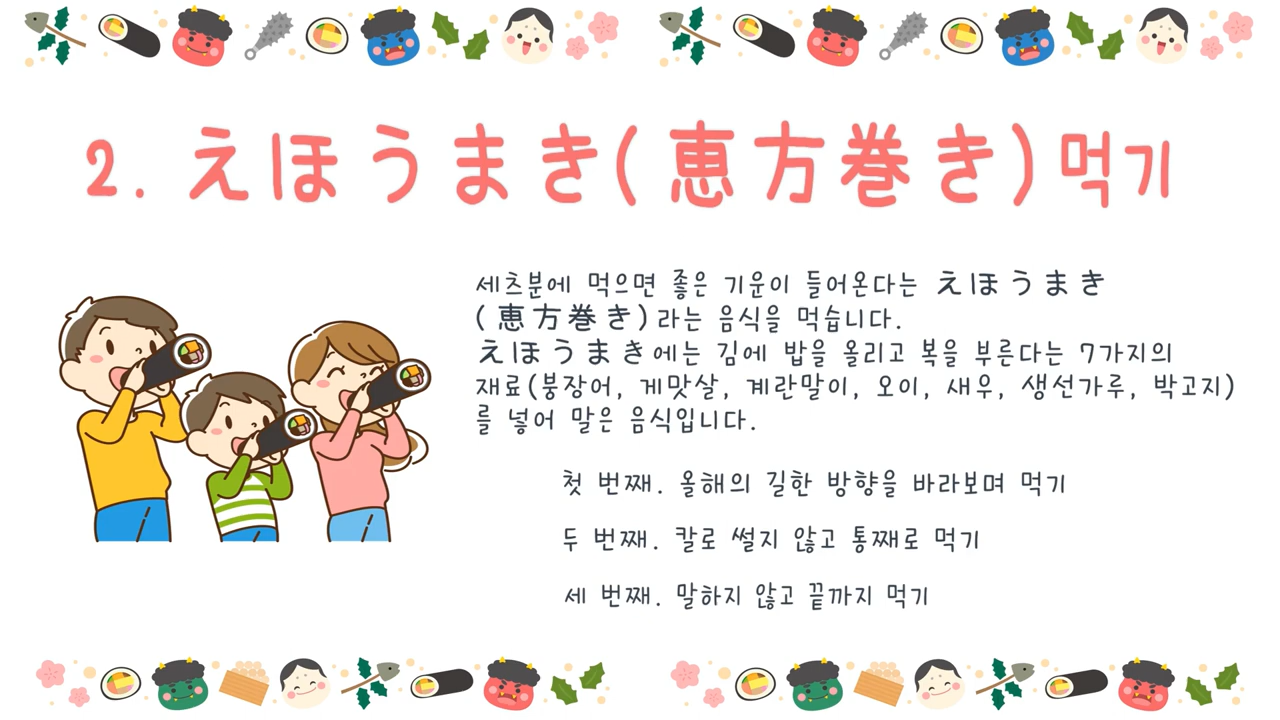 2. えほうまき(恵方巻き)먹기
세츠분에 먹으면 좋은 기운이 들어온다는 えほうまき
(恵方巻き)라는 음식을 먹습니다.
えほうまき에는 김에 밥을 올리고 복을 부른다는 7가지의
재료(붕장어, 게맛살, 계란말이, 오이, 새우, 생선가루, 박고지)
를 넣어 말은 음식입니다.
첫 번째. 올해의 길한 방향을 바라보며 먹기
두 번째. 칼로 썰지 않고 통째로 먹기
세 번째. 말하지 않고 끝까지 먹기